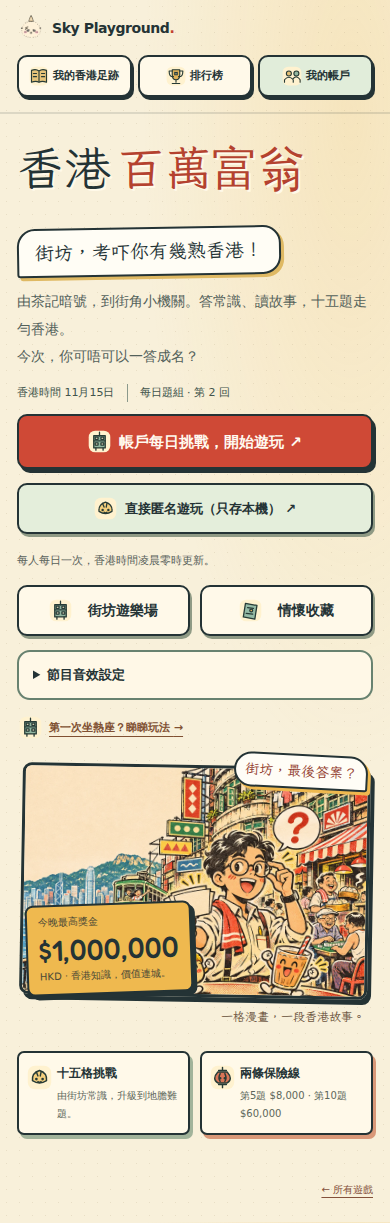 Sky Playground.
我的香港足跡
排行榜
我的帳戶
香港 百萬富翁
街坊，考吓你有幾熟香港！
由茶記暗號，到街角小機關。答常識、讀故事，十五題走
勻香港。
今次，你可唔可以一答成名？
香港時間 11月15日
每日題組 · 第 2 回
帳戶每日挑戰，開始遊玩 ↗
直接匿名遊玩（只存本機） ↗
每人每日一次，香港時間凌晨零時更新。
街坊遊樂場
情懷收藏
▶ 節目音效設定
第一次坐熱座？睇睇玩法 →
街坊，最後答案？
?
今晚最高獎金
$1,000,000
HKD · 香港知識，價值連城。
一格漫畫，一段香港故事。
十五格挑戰
由街坊常識，升級到地膽難
題。
兩條保險線
第5題 $8,000 · 第10題
$60,000
← 所有遊戲